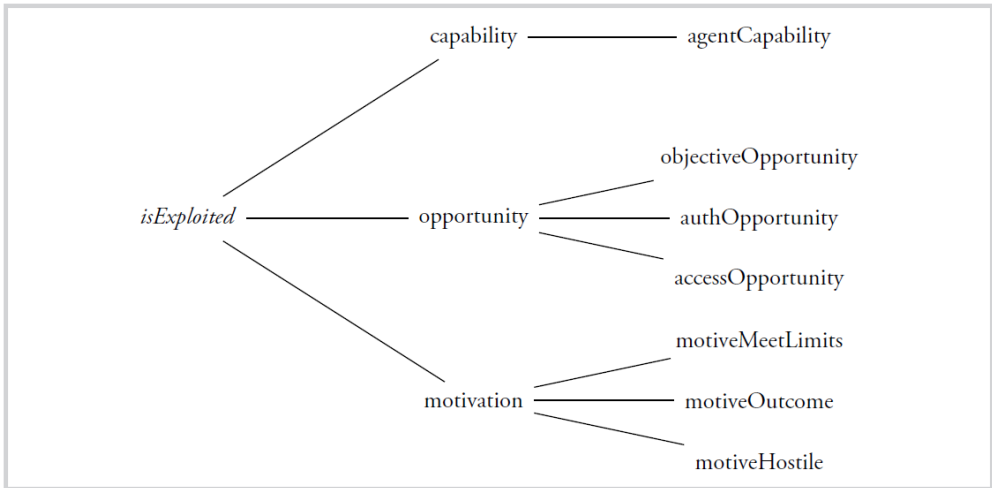 capability
agentCapability
objectiveOpportunity
isExploited
opportunity
authOpportunity
accessOpportunity
motiveMeetLimits
motivation
motiveOutcome
motiveHostile